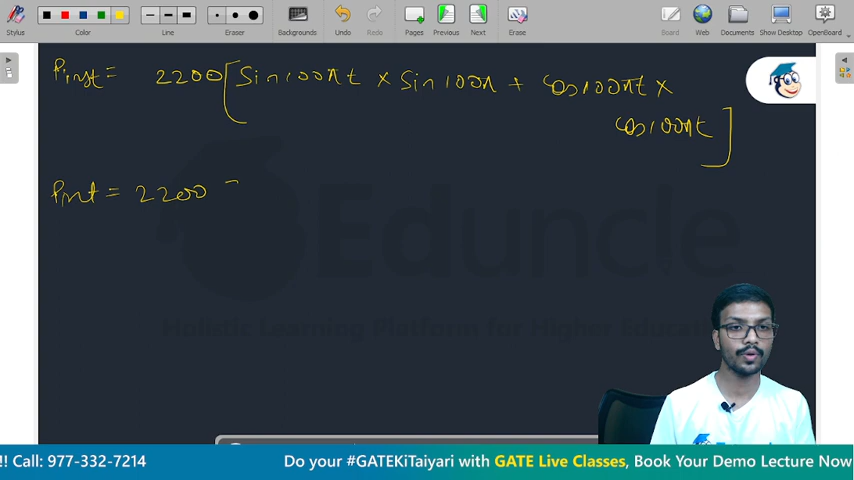 Stylus
Color
Line
Eraser
Backgrounds
Undo
Redo
Pages
Previous
Next
Erase
Board
Web
Documents
Show Desktop
OpenBoard
Pinst = 2200[Sin100πt × Sin100π + Cos100πt ×
Cos100πt]
Pint = 2200
Eduncle
Holistic Learning Platform for Higher Educati
!! Call: 977-332-7214
Do your #GATEKiTaiyari with GATE Live Classes, Book Your Demo Lecture Now